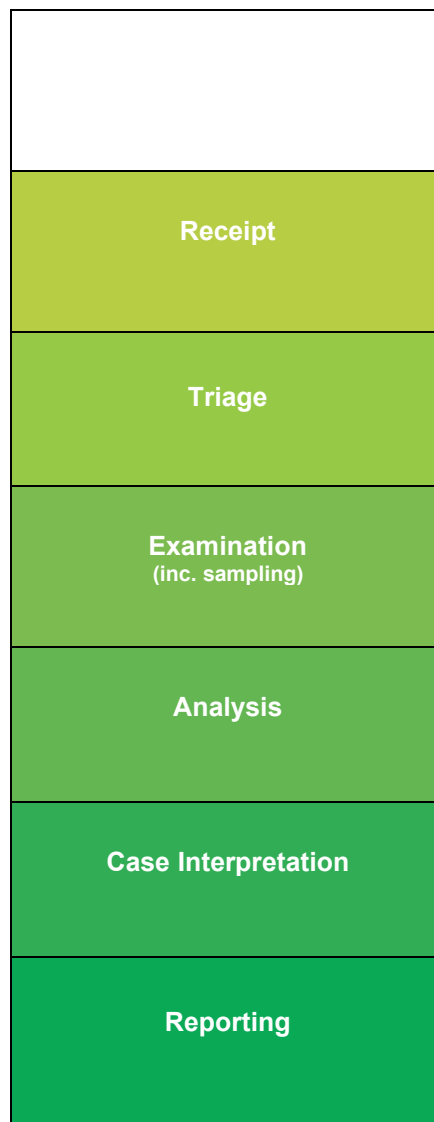 Receipt
Triage
Examination
(inc. sampling)
Analysis
Case Interpretation
Reporting